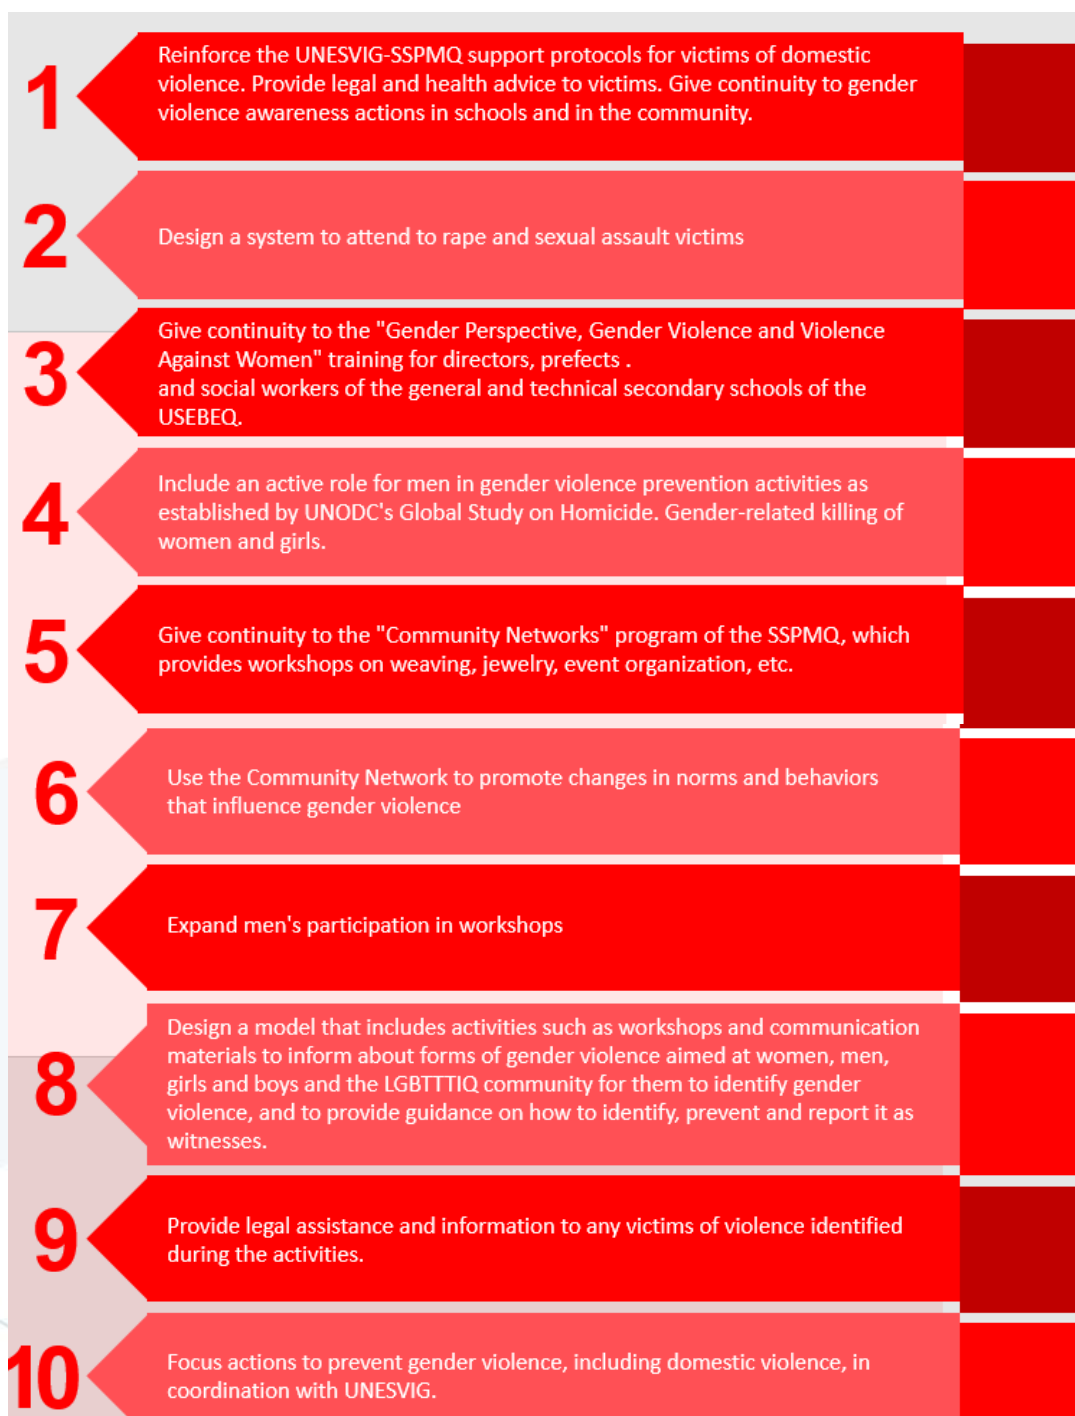 1
Reinforce the UNESVIG-SSPMQ support protocols for victims of domestic
violence. Provide legal and health advice to victims. Give continuity to gender
violence awareness actions in schools and in the community.
2
Design a system to attend to rape and sexual assault victims
3
Give continuity to the "Gender Perspective, Gender Violence and Violence
Against Women" training for directors, prefects .
and social workers of the general and technical secondary schools of the
USEBEQ.
4
Include an active role for men in gender violence prevention activities as
established by UNODC's Global Study on Homicide. Gender-related killing of
women and girls.
5
Give continuity to the "Community Networks" program of the SSPMQ, which
provides workshops on weaving, jewelry, event organization, etc.
6
Use the Community Network to promote changes in norms and behaviors
that influence gender violence
7
Expand men's participation in workshops
8
Design a model that includes activities such as workshops and communication
materials to inform about forms of gender violence aimed at women, men,
girls and boys and the LGBTTTIQ community for them to identify gender
violence, and to provide guidance on how to identify, prevent and report it as
witnesses.
9
Provide legal assistance and information to any victims of violence identified
during the activities.
10
Focus actions to prevent gender violence, including domestic violence, in
coordination with UNESVIG.